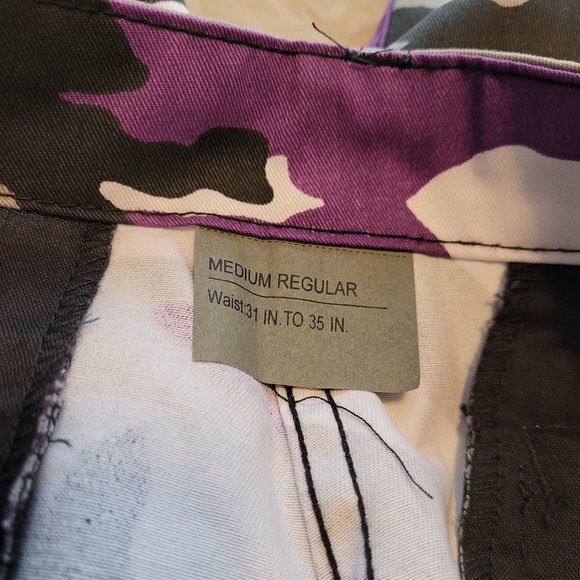 MEDIUM REGULAR
Waist:31 IN.TO 35 IN.